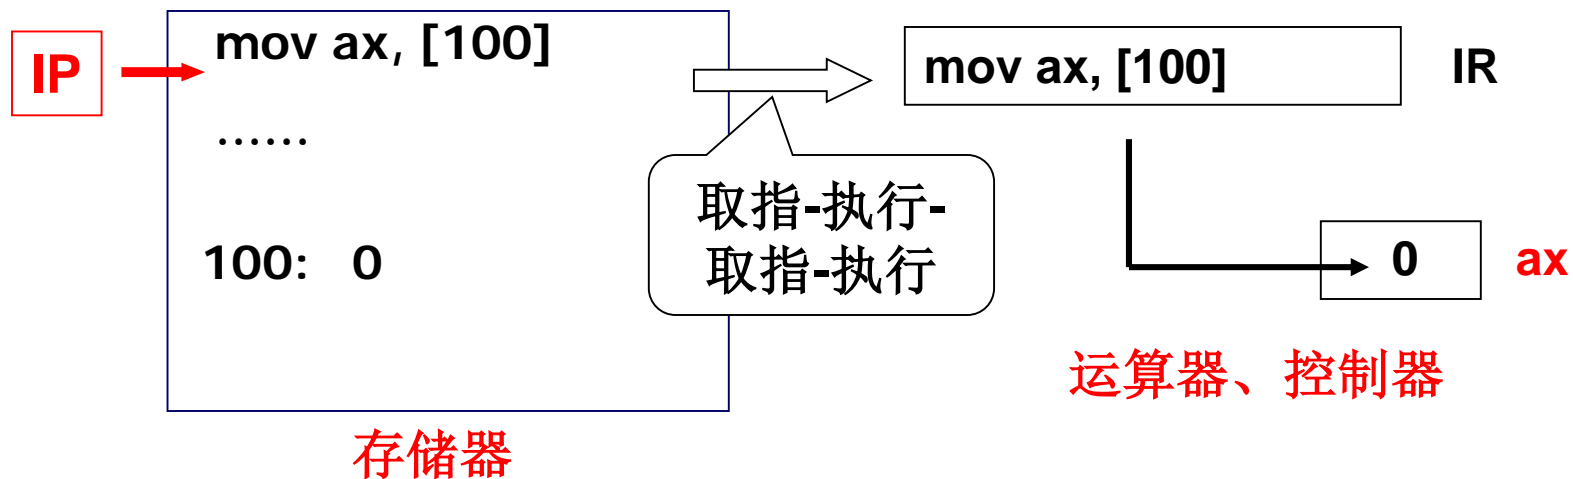 IP
mov ax, [100]
......
100: 0
取指-执行-
取指-执行
存储器
mov ax, [100]
IR
0
ax
运算器、控制器